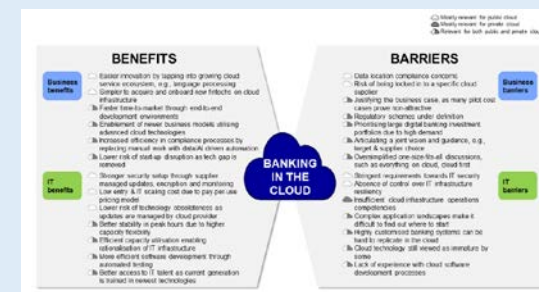 Mostly relevant for public cloud
Mostly relevant for private cloud
Relevant for both public and private cloud
BENEFITS
Business benefits
Easier innovation by tapping into growing cloud
service ecosystem, e.g., language processing
Simpler to acquire and onboard new fintechs on cloud
infrastructure
Faster time-to-market through end-to-end
development environments
Enablement of newer business models utilising
advanced cloud technologies
Increased efficiency in compliance processes by
replacing manual work with data/AI driven automation
Lower risk of start-up disruption as tech gap is
removed
IT
benefits
Stronger security setup through supplier
managed updates, encryption and monitoring
Low entry & IT scaling cost due to pay per use
pricing model
Lower risk of technology obsolescence as
updates are managed by cloud provider
Better stability in peak hours due to higher
capacity flexibility
Efficient capacity utilisation enabling
rationalisation of IT infrastructure
More efficient software development through
automated testing
Better access to IT talent as current generation
is trained in newest technologies
BANKING
IN THE
CLOUD
BARRIERS
Data location compliance concerns
Risk of being locked in to a specific cloud
supplier
Justifying the business case, as many pilot cost
cases prove non-attractive
Regulatory schemes under definition
Prioritising large digital banking investment
portfolios due to high demand
Articulating a joint vision and guidance, e.g.,
target & supplier choice
Oversimplified one-size-fits-all discussions,
such as everything on cloud, cloud first
Business
barriers
Stringent requirements towards IT security
Absence of control over IT infrastructure
resiliency
Insufficient cloud infrastructure operations
competencies
Complex application landscapes make it
difficult to find out where to start
Highly customised banking systems can be
hard to replicate in the cloud
Cloud technology still viewed as immature by
some
Lack of experience with cloud software
development processes
IT
barriers